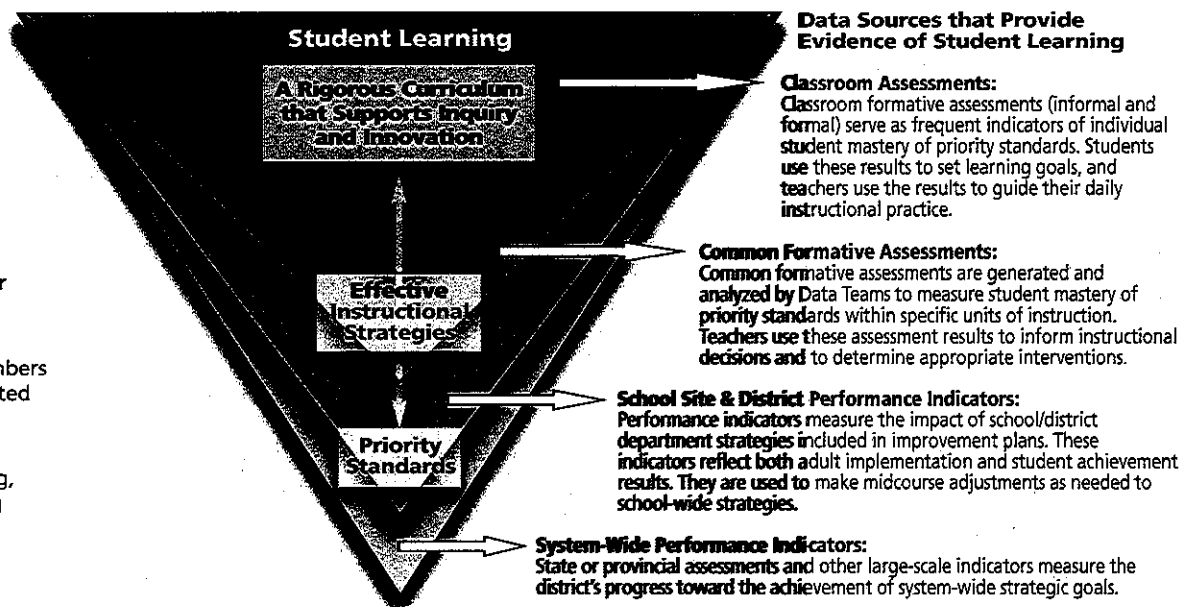 Student Learning
A Rigorous Curriculum
that Supports Inquiry
and Innovation
Effective
Instructional
Strategies
Priority
Standards
r
nbers
ted
g,
Data Sources that Provide
Evidence of Student Learning
Classroom Assessments:
Classroom formative assessments (informal and
formal) serve as frequent indicators of individual
student mastery of priority standards. Students
use these results to set learning goals, and
teachers use the results to guide their daily
instructional practice.
Common Formative Assessments:
Common formative assessments are generated and
analyzed by Data Teams to measure student mastery of
priority standards within specific units of instruction.
Teachers use these assessment results to inform instructional
decisions and to determine appropriate interventions.
School Site & District Performance Indicators:
Performance indicators measure the impact of school/district
department strategies included in improvement plans. These
indicators reflect both adult implementation and student achievement
results. They are used to make midcourse adjustments as needed to
school-wide strategies.
System-Wide Performance Indicators:
State or provincial assessments and other large-scale indicators measure the
district's progress toward the achievement of system-wide strategic goals.